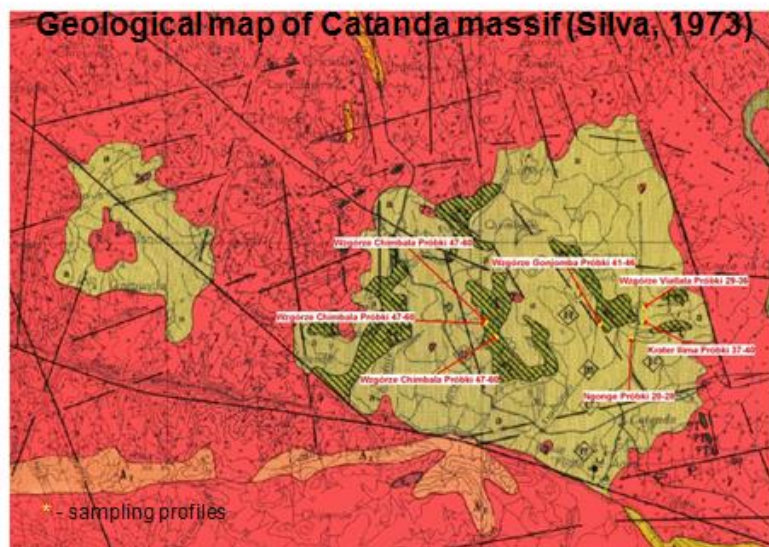 Geological map of Catanda massif (Silva, 1973)
Wzgórze Chimbala Próbki 47-60
Wzgórze Gonjomba Próbki 41-46
Wzgórze Viatlala Próbki 29-36
Wzgórze Chimbala Próbki 47-60
Krater Ilima Próbki 37-40
Wzgórze Chimbala Próbki 47-60
Ngonge Próbki 20-28
* - sampling profiles